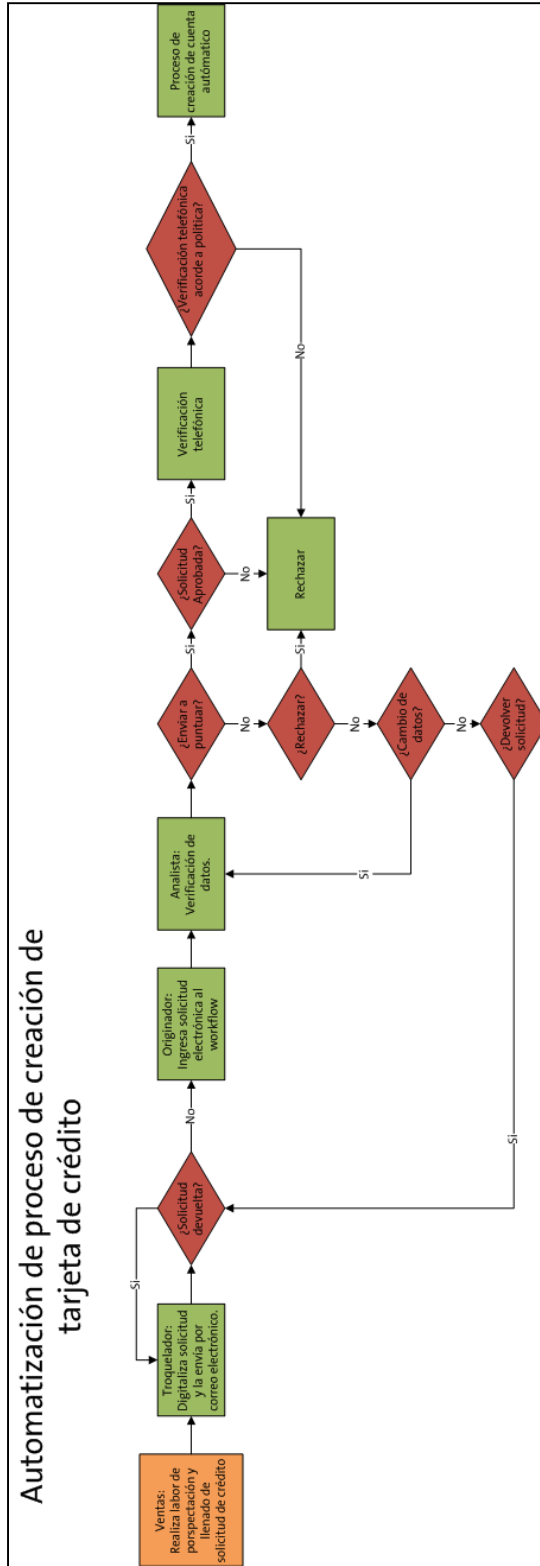 Automatización de proceso de creación de
tarjeta de crédito
Ventas:
Realiza labor de
porspectación y
llenado de
solicitud de crédito
Troquelador:
Digitaliza solicitud
y la envía por
correo electrónico.
Si
¿Solicitud
devuelta?
No
Originador:
Ingresa solicitud
electrónica al
workflow
Analista:
Verificación de
datos.
¿Enviar a
puntuar?
Si
No
¿Solicitud
Aprobada?
Si
No
Verificación
telefónica
¿Verificación telefónica
acorde a política?
Si
No
Proceso de
creación de cuenta
autómatico
¿Rechazar?
Si
No
Rechazar
¿Cambio de
datos?
Si
No
¿Devolver
solicitud?
Si